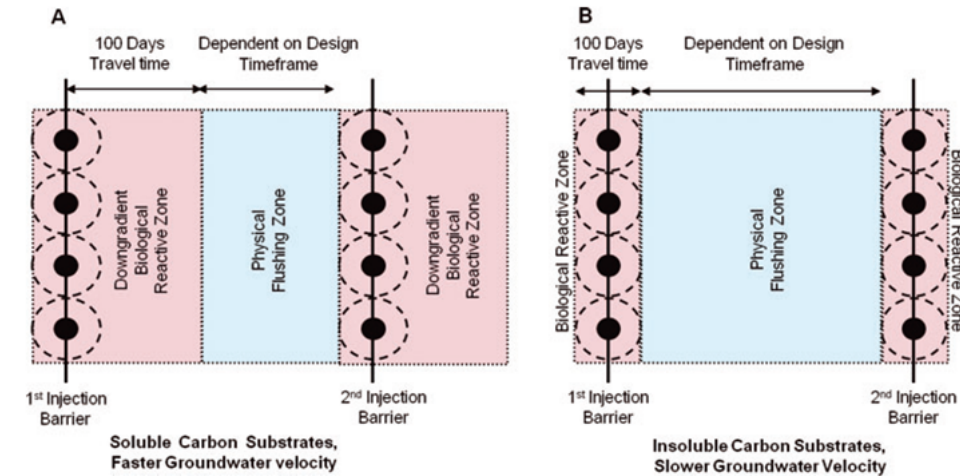 A
100 Days
Travel time
Dependent on Design
Timeframe
Downgradient
Biological
Reactive Zone
Physical
Flushing Zone
Downgradient
Biological
Reactive Zone
1st Injection
Barrier
2nd Injection
Barrier
Soluble Carbon Substrates,
Faster Groundwater velocity
B
100 Days
Travel time
Dependent on Design
Timeframe
Biological Reactive Zone
Physical
Flushing Zone
Biological Reactive Zone
1st Injection
Barrier
2nd Injection
Barrier
Insoluble Carbon Substrates,
Slower Groundwater Velocity